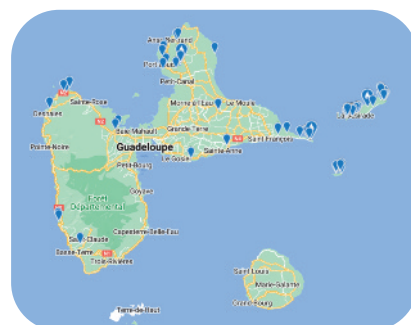 Anse-Bertrand
Petit-Canal
Port-Louis
Sainte-Rose
Deshaies
Morne-à-l'Eau
Le Moule
La Désirade
Baie Mahault
Grande-Terre
Saint-François
Pointe-Noire
Guadeloupe
Sainte-Anne
Le Gosier
Petit-Bourg
Goyave
Forêt
Départemental
Capesterre-Belle-Eau
Saint-Claude
Basse-Terre
Trois-Rivières
Saint-Louis
Marie-Galante
Grand-Bourg
Terre-de-Haut